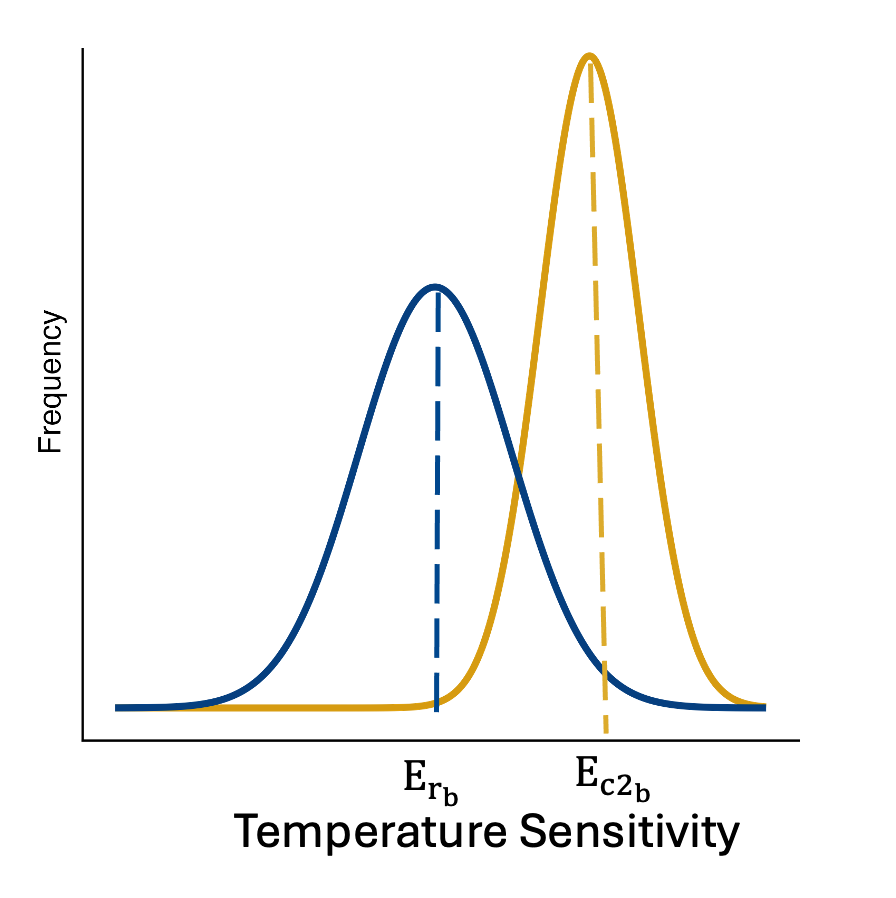 Frequency
E_{r_b} E_{c2_b}
Temperature Sensitivity